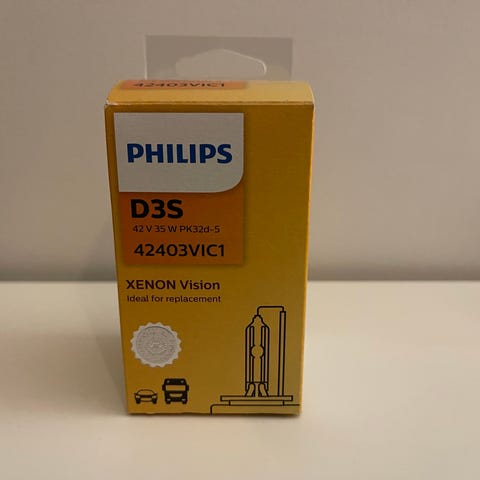 42403VIC1
PHILIPS
D3S
42 V 35 W PK32d-5
42403VIC1
XENON Vision
Ideal for replacement